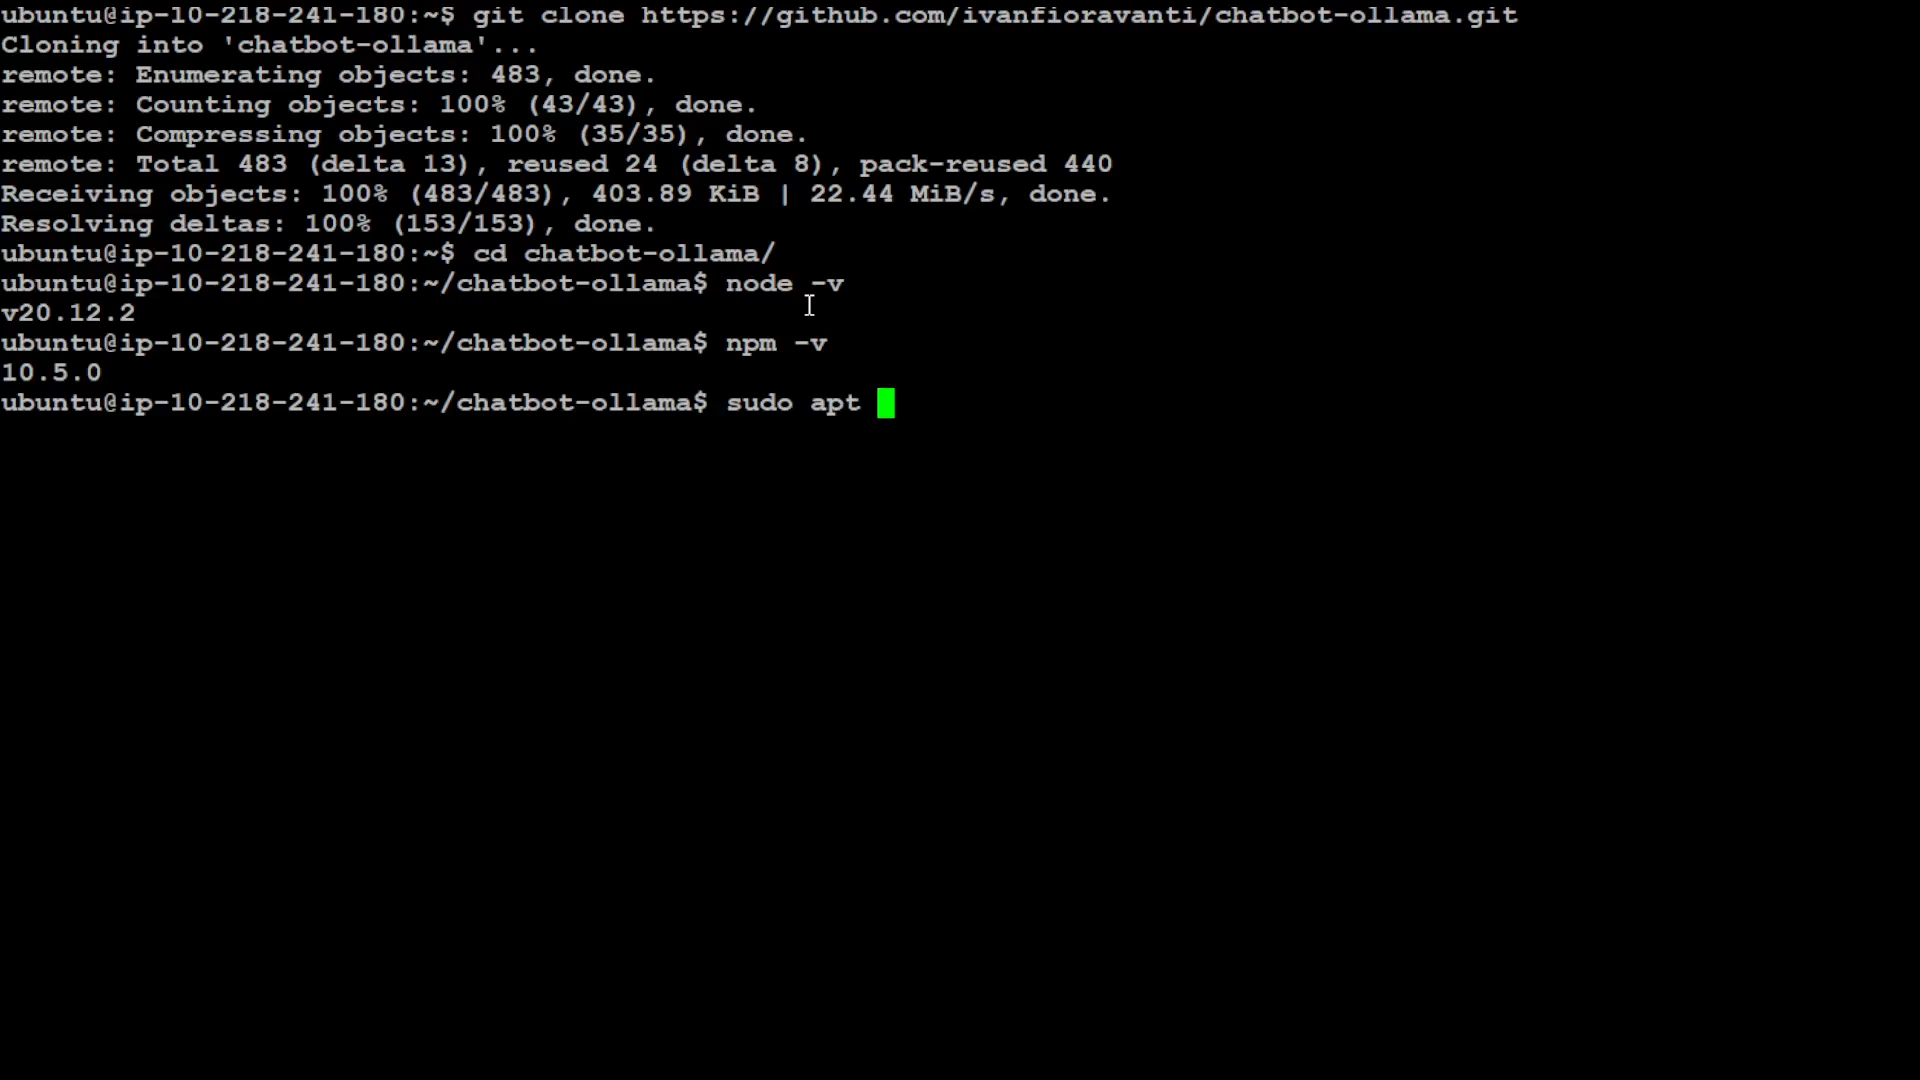 ubuntu@ip-10-218-241-180:~$ git clone https://github.com/ivanfioravanti/chatbot-ollama.git
Cloning into 'chatbot-ollama'...
remote: Enumerating objects: 483, done.
remote: Counting objects: 100% (43/43), done.
remote: Compressing objects: 100% (35/35), done.
remote: Total 483 (delta 13), reused 24 (delta 8), pack-reused 440
Receiving objects: 100% (483/483), 403.89 KiB | 22.44 MiB/s, done.
Resolving deltas: 100% (153/153), done.
ubuntu@ip-10-218-241-180:~$ cd chatbot-ollama/
ubuntu@ip-10-218-241-180:~/chatbot-ollama$ node -v
v20.12.2
ubuntu@ip-10-218-241-180:~/chatbot-ollama$ npm -v
10.5.0
ubuntu@ip-10-218-241-180:~/chatbot-ollama$ sudo apt